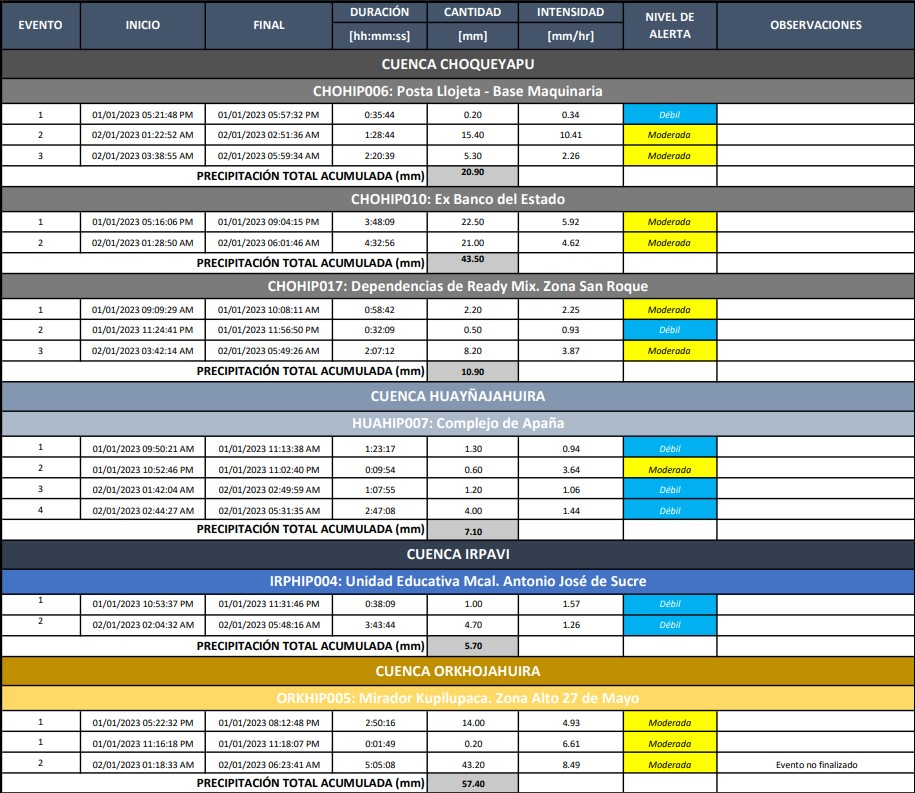 EVENTO INICIO FINAL DURACIÓN CANTIDAD INTENSIDAD NIVEL DE ALERTA OBSERVACIONES
[hh:mm:ss] [mm] [mm/hr]
CUENCA CHOQUEYAPU
CHOHIP006: Posta Llojeta - Base Maquinaria
1 01/01/2023 05:21:48 PM 01/01/2023 05:57:32 PM 0:35:44 0.20 0.34 Débil
2 02/01/2023 01:22:52 AM 02/01/2023 02:51:36 AM 1:28:44 15.40 10.41 Moderada
3 02/01/2023 03:38:55 AM 02/01/2023 05:59:34 AM 2:20:39 5.30 2.26 Moderada
PRECIPITACIÓN TOTAL ACUMULADA (mm) 20.90
CHOHIP010: Ex Banco del Estado
1 01/01/2023 05:16:06 PM 01/01/2023 09:04:15 PM 3:48:09 22.50 5.92 Moderada
2 02/01/2023 01:28:50 AM 02/01/2023 06:01:46 AM 4:32:56 21.00 4.62 Moderada
PRECIPITACIÓN TOTAL ACUMULADA (mm) 43.50
CHOHIP017: Dependencias de Ready Mix. Zona San Roque
1 01/01/2023 09:09:29 AM 01/01/2023 10:08:11 AM 0:58:42 2.20 2.25 Moderada
2 01/01/2023 11:24:41 PM 01/01/2023 11:56:50 PM 0:32:09 0.50 0.93 Débil
3 02/01/2023 03:42:14 AM 02/01/2023 05:49:26 AM 2:07:12 8.20 3.87 Moderada
PRECIPITACIÓN TOTAL ACUMULADA (mm) 10.90
CUENCA HUAYÑAJAHUIRA
HUAHIP007: Complejo de Apaña
1 01/01/2023 09:50:21 AM 01/01/2023 11:13:38 AM 1:23:17 1.30 0.94 Débil
2 01/01/2023 10:52:46 PM 01/01/2023 11:02:40 PM 0:09:54 0.60 3.64 Moderada
3 02/01/2023 01:42:04 AM 02/01/2023 02:49:59 AM 1:07:55 1.20 1.06 Débil
4 02/01/2023 02:44:27 AM 02/01/2023 05:31:35 AM 2:47:08 4.00 1.44 Débil
PRECIPITACIÓN TOTAL ACUMULADA (mm) 7.10
CUENCA IRPAVI
IRPHIP004: Unidad Educativa Mcal. Antonio José de Sucre
1 01/01/2023 10:53:37 PM 01/01/2023 11:31:46 PM 0:38:09 1.00 1.57 Débil
2 02/01/2023 02:04:32 AM 02/01/2023 05:48:16 AM 3:43:44 4.70 1.26 Débil
PRECIPITACIÓN TOTAL ACUMULADA (mm) 5.70
CUENCA ORKHOJAHUIRA
ORKHIP005: Mirador Kupilupaca. Zona Alto 27 de Mayo
1 01/01/2023 05:22:32 PM 01/01/2023 08:12:48 PM 2:50:16 14.00 4.93 Moderada
1 01/01/2023 11:16:18 PM 01/01/2023 11:18:07 PM 0:01:49 0.20 6.61 Moderada
2 02/01/2023 01:18:33 AM 02/01/2023 06:23:41 AM 5:05:08 43.20 8.49 Moderada Evento no finalizado
PRECIPITACIÓN TOTAL ACUMULADA (mm) 57.40